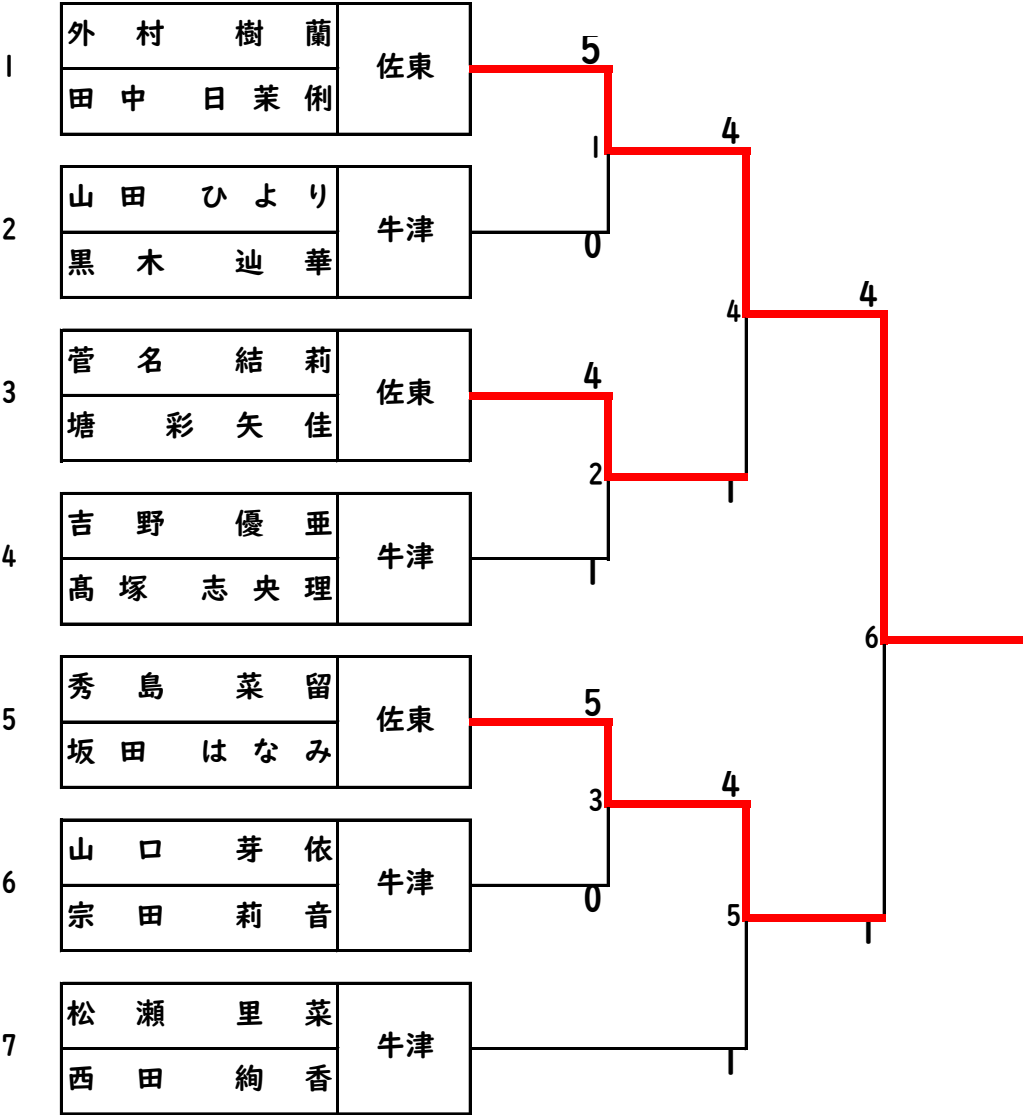 外村 樹蘭
1 佐東 5
田中 日茉俐
1 4
山田 ひより
2 牛津 0
黒木 辿華
4 4
菅名 結莉
3 佐東 4
塘 彩矢佳
2 1
吉野 優亜
4 牛津 1
髙塚 志央理
6
秀島 菜留
5 佐東 5
坂田 はなみ
3 4
山口 芽依
6 牛津 0
宗田 莉音
5 1
松瀬 里菜
7 牛津 1
西田 絢香